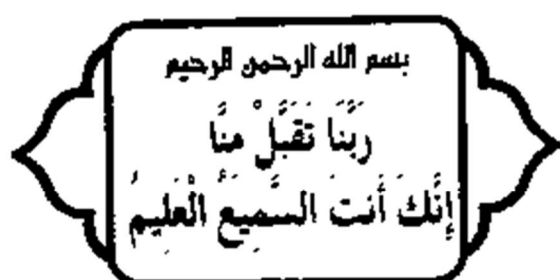 بسم الله الرحمن الرحيم
رَبَّنَا تَقَبَّلْ مِنَّا
إِنَّكَ أَنتَ السَّمِيعُ الْعَلِيمُ